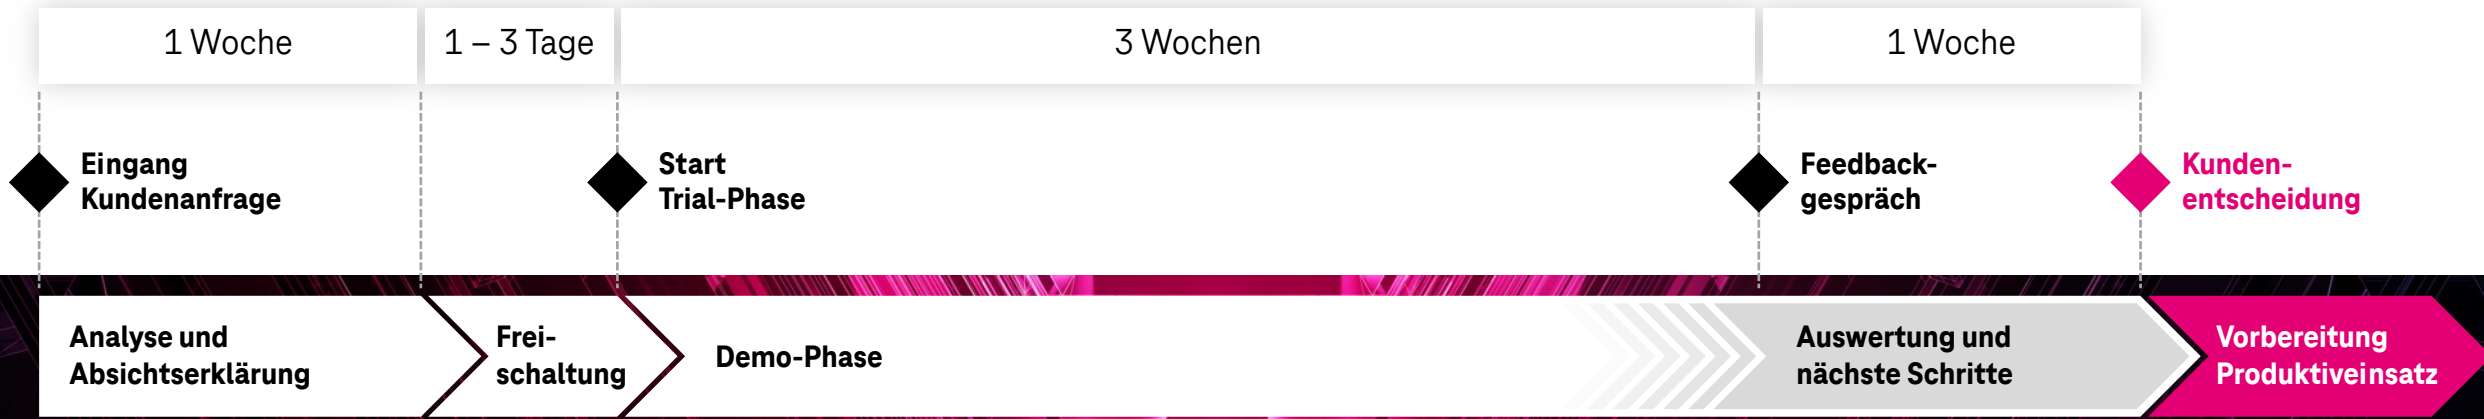 1 Woche
1 – 3 Tage
3 Wochen
1 Woche
Eingang
Kundenanfrage
Start
Trial-Phase
Feedback-
gespräch
Kunden-
entscheidung
Analyse und
Absichtserklärung
Frei-
schaltung
Demo-Phase
Auswertung und
nächste Schritte
Vorbereitung
Produktiveinsatz